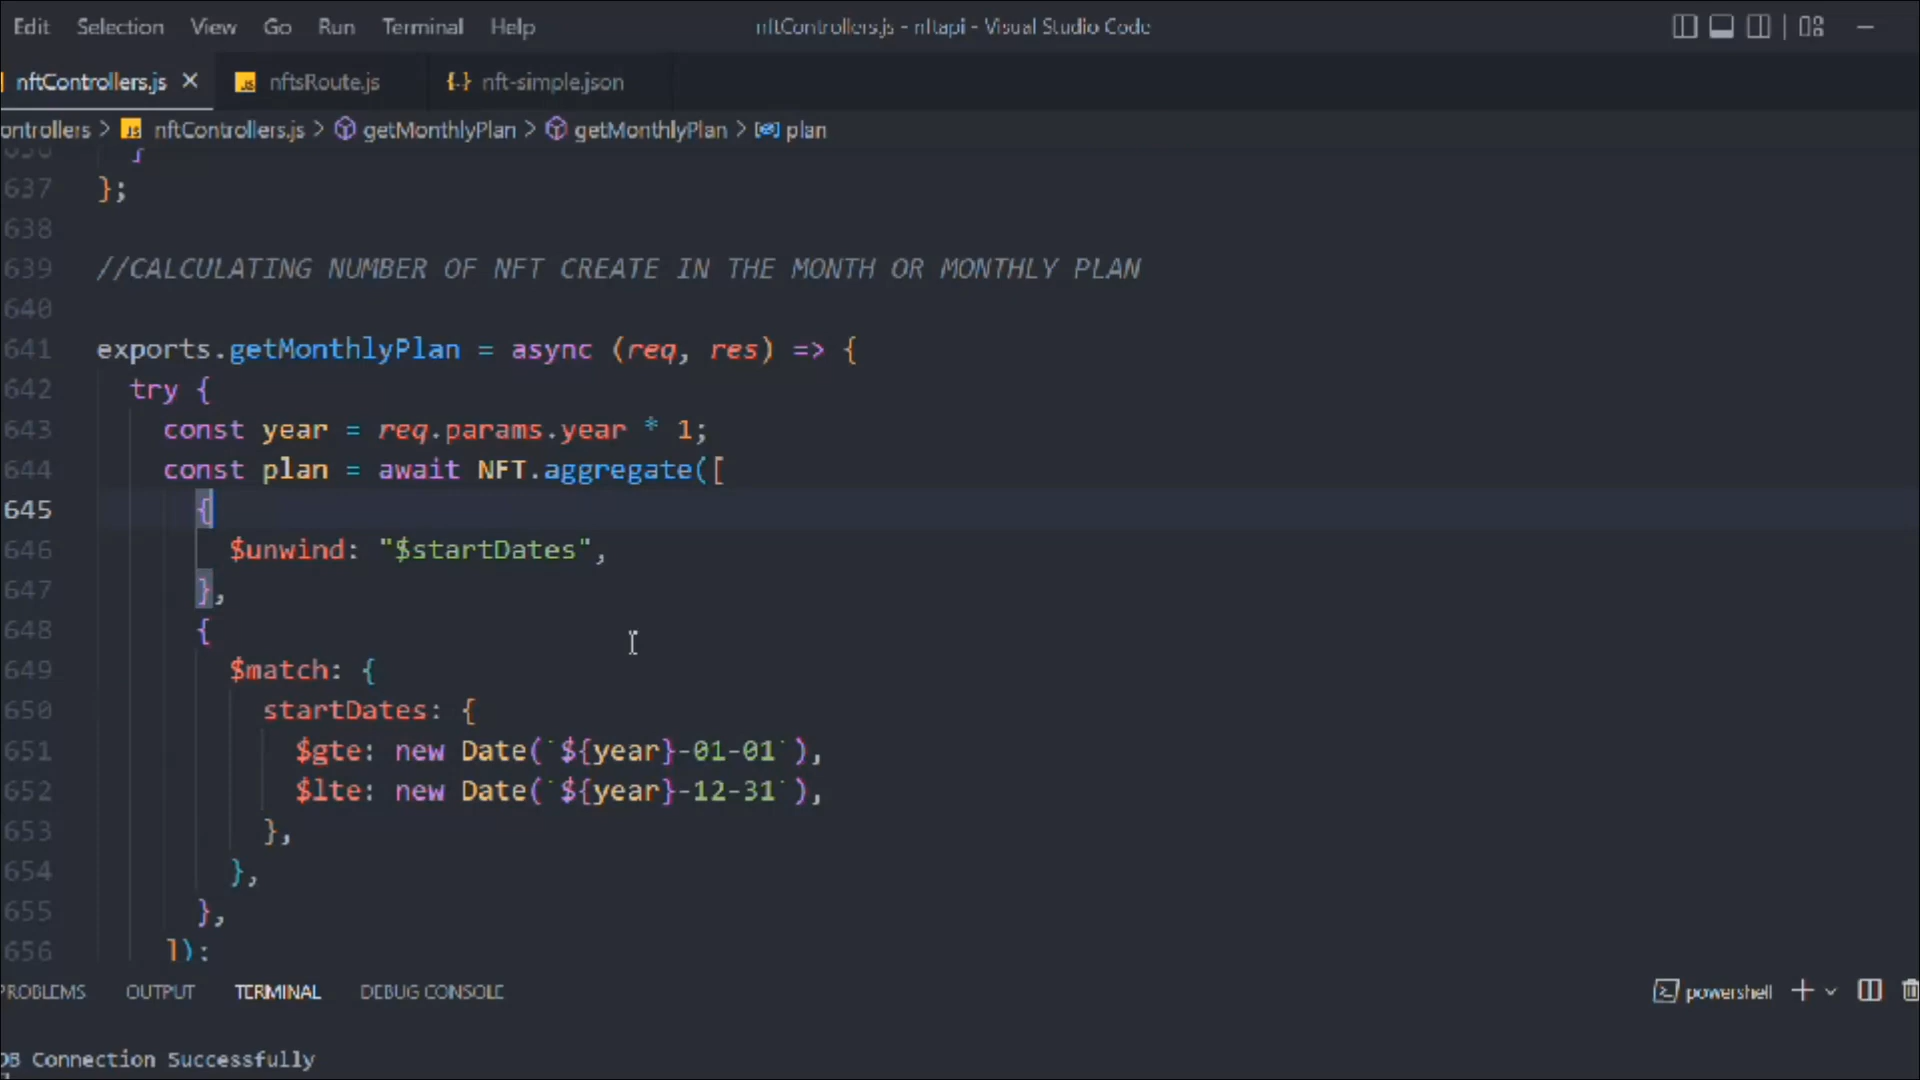 Edit Selection View Go Run Terminal Help nftControllers.js - nftapi - Visual Studio Code
nftControllers.js nftsRoute.js {.} nft-simple.json
ontrollers > JS nftControllers.js > getMonthlyPlan > getMonthlyPlan > plan
636 }
637 };
638
639 //CALCULATING NUMBER OF NFT CREATE IN THE MONTH OR MONTHLY PLAN
640
641 exports.getMonthlyPlan = async (req, res) => {
642 try {
643 const year = req.params.year * 1;
644 const plan = await NFT.aggregate([
645 {
646 $unwind: "$startDates",
647 },
648 {
649 $match: {
650 startDates: {
651 $gte: new Date(`${year}-01-01`),
652 $lte: new Date(`${year}-12-31`),
653 },
654 },
655 },
656 ]);
PROBLEMS OUTPUT TERMINAL DEBUG CONSOLE powershell
DB Connection Successfully